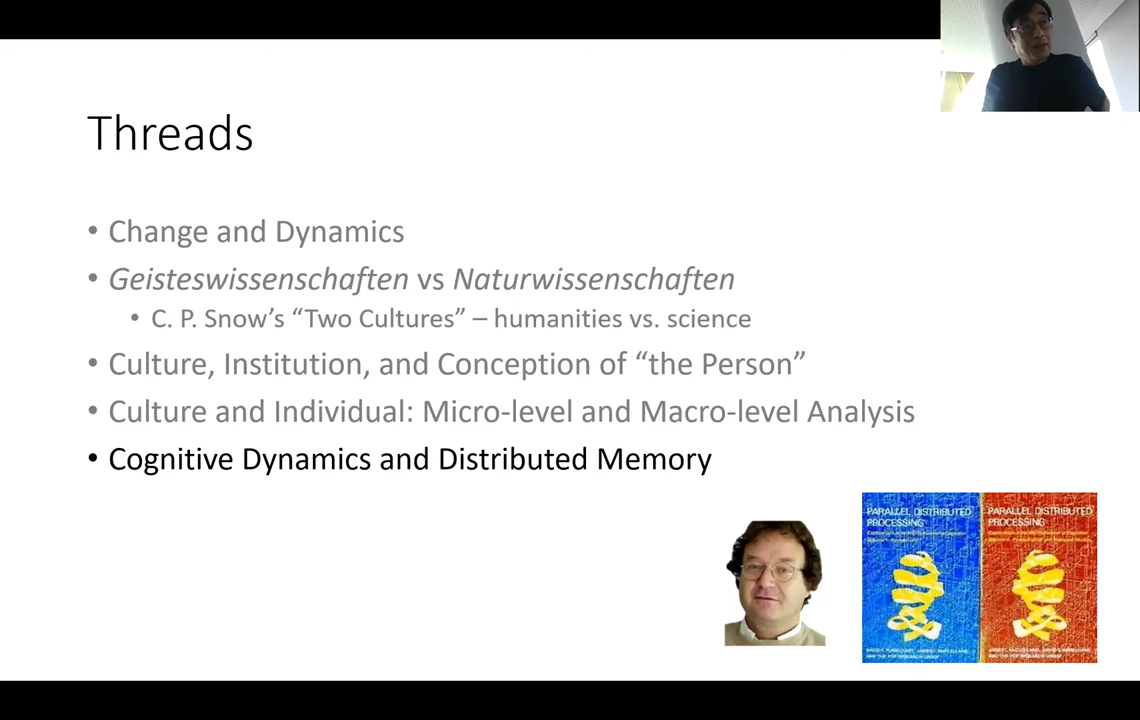 Threads
• Change and Dynamics
• Geisteswissenschaften vs Naturwissenschaften
• C. P. Snow’s “Two Cultures” – humanities vs. science
• Culture, Institution, and Conception of “the Person”
• Culture and Individual: Micro-level and Macro-level Analysis
• Cognitive Dynamics and Distributed Memory
PARALLEL DISTRIBUTED
PROCESSING
PARALLEL DISTRIBUTED
PROCESSING